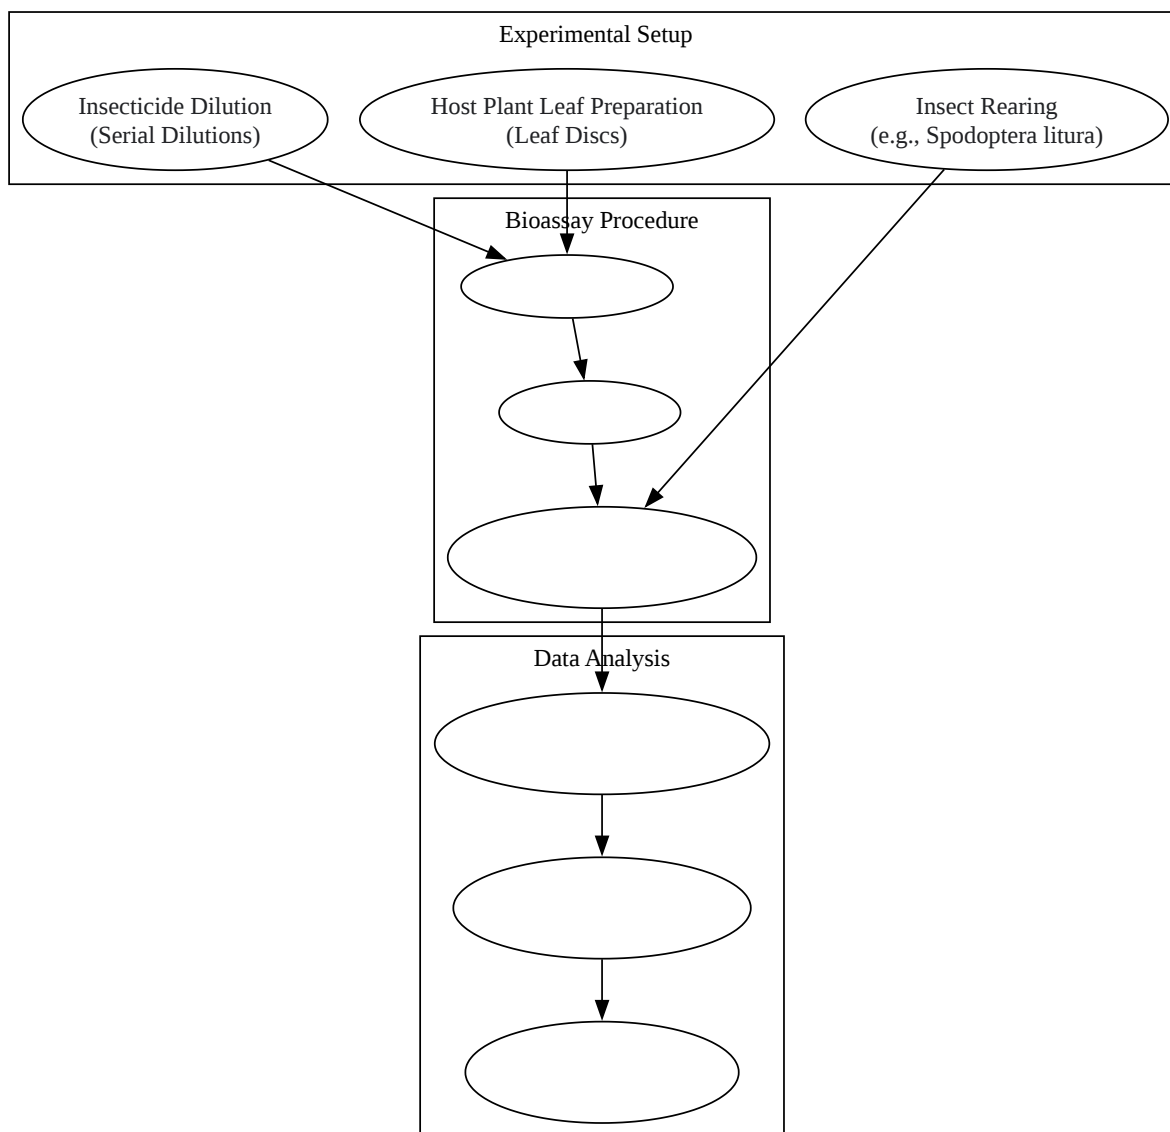 Experimental Setup
Insecticide Dilution
(Serial Dilutions)
Host Plant Leaf Preparation
(Leaf Discs)
Insect Rearing
(e.g., Spodoptera litura)
Bioassay Procedure
Data Analysis